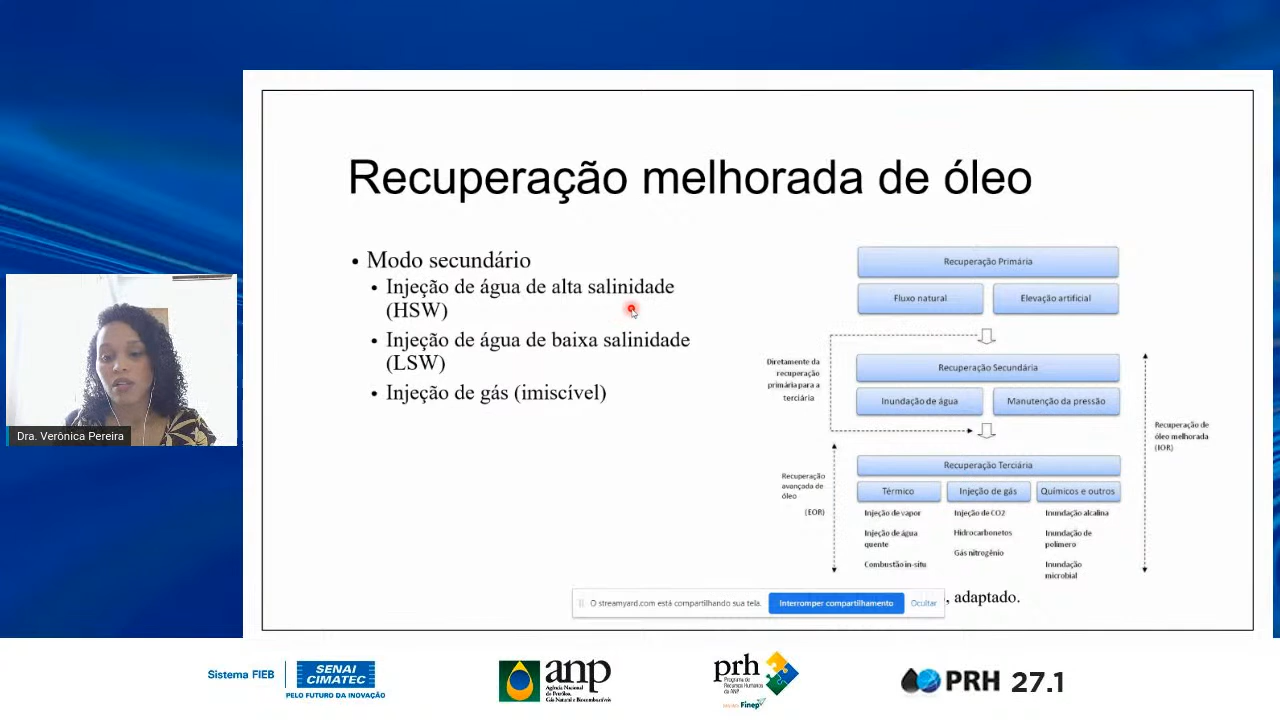 Recuperação melhorada de óleo
• Modo secundário
• Injeção de água de alta salinidade
(HSW)
• Injeção de água de baixa salinidade
(LSW)
• Injeção de gás (imiscível)
Recuperação Primária
Fluxo natural
Elevação artificial
Diretamente da
recuperação
primária para a
terciária
Recuperação Secundária
Inundação de água
Manutenção da pressão
Recuperação de
óleo melhorada
(IOR)
Recuperação Terciária
Recuperação
avançada de
óleo
(EOR)
Térmico
Injeção de gás
Químicos e outros
Injeção de vapor
Injeção de água
quente
Combustão in-situ
Injeção de CO2
Hidrocarbonetos
Gás nitrogênio
Inundação alcalina
Inundação de
polímero
Inundação
microbial
, adaptado.
O streamyard.com está compartilhando sua tela.
Interromper compartilhamento
Ocultar
Dra. Verônica Pereira
Sistema FIEB
SENAI
CIMATEC
PELO FUTURO DA INOVAÇÃO
anp
Agência Nacional
do Petróleo,
Gás Natural e Biocombustíveis
prh
Programa de
Recursos Humanos
da ANP
Finep
PRH 27.1